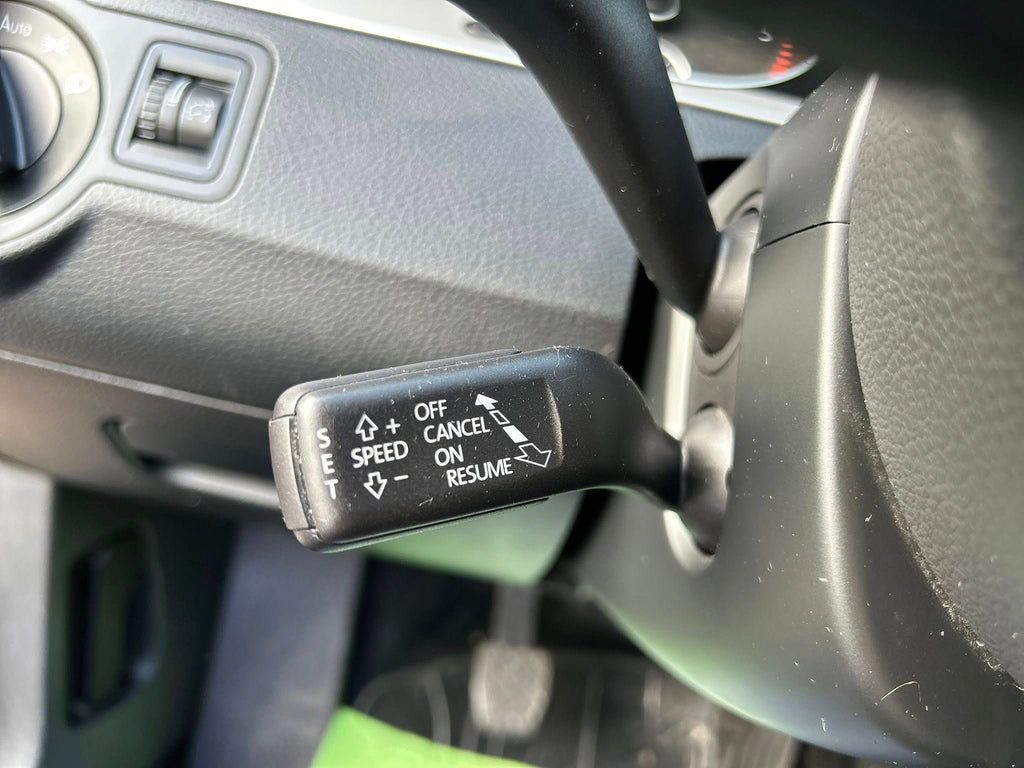 Auto
SET
+
SPEED
−
OFF
CANCEL
ON
RESUME